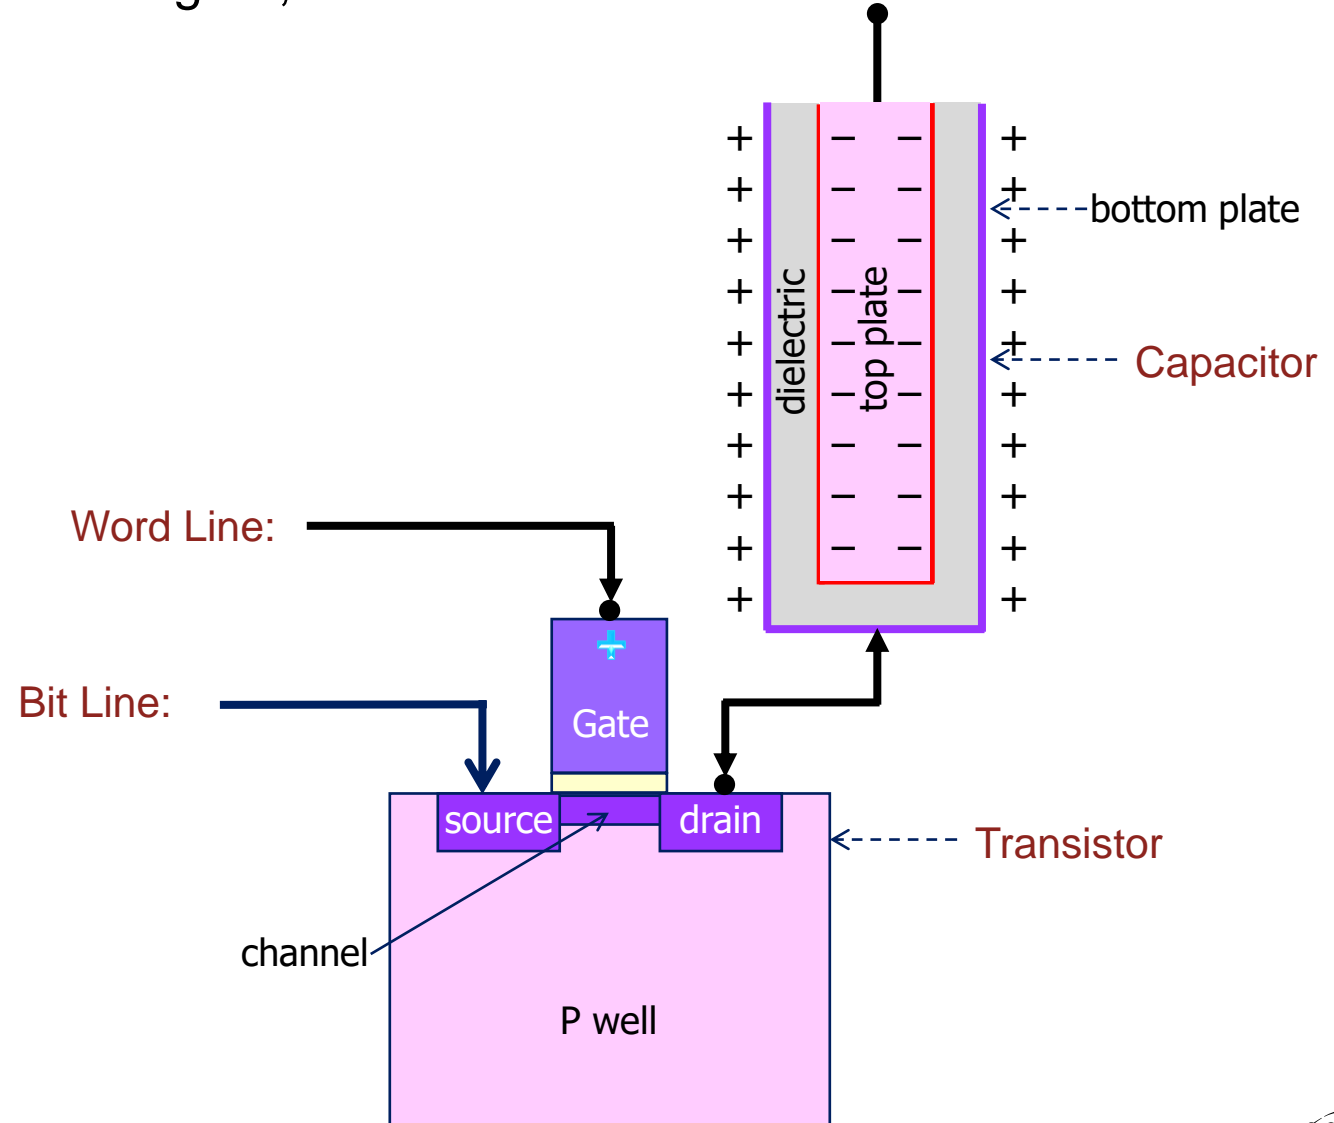 bottom plate
dielectric
top plate
Capacitor
Word Line:
Bit Line:
Gate
source
drain
Transistor
channel
P well